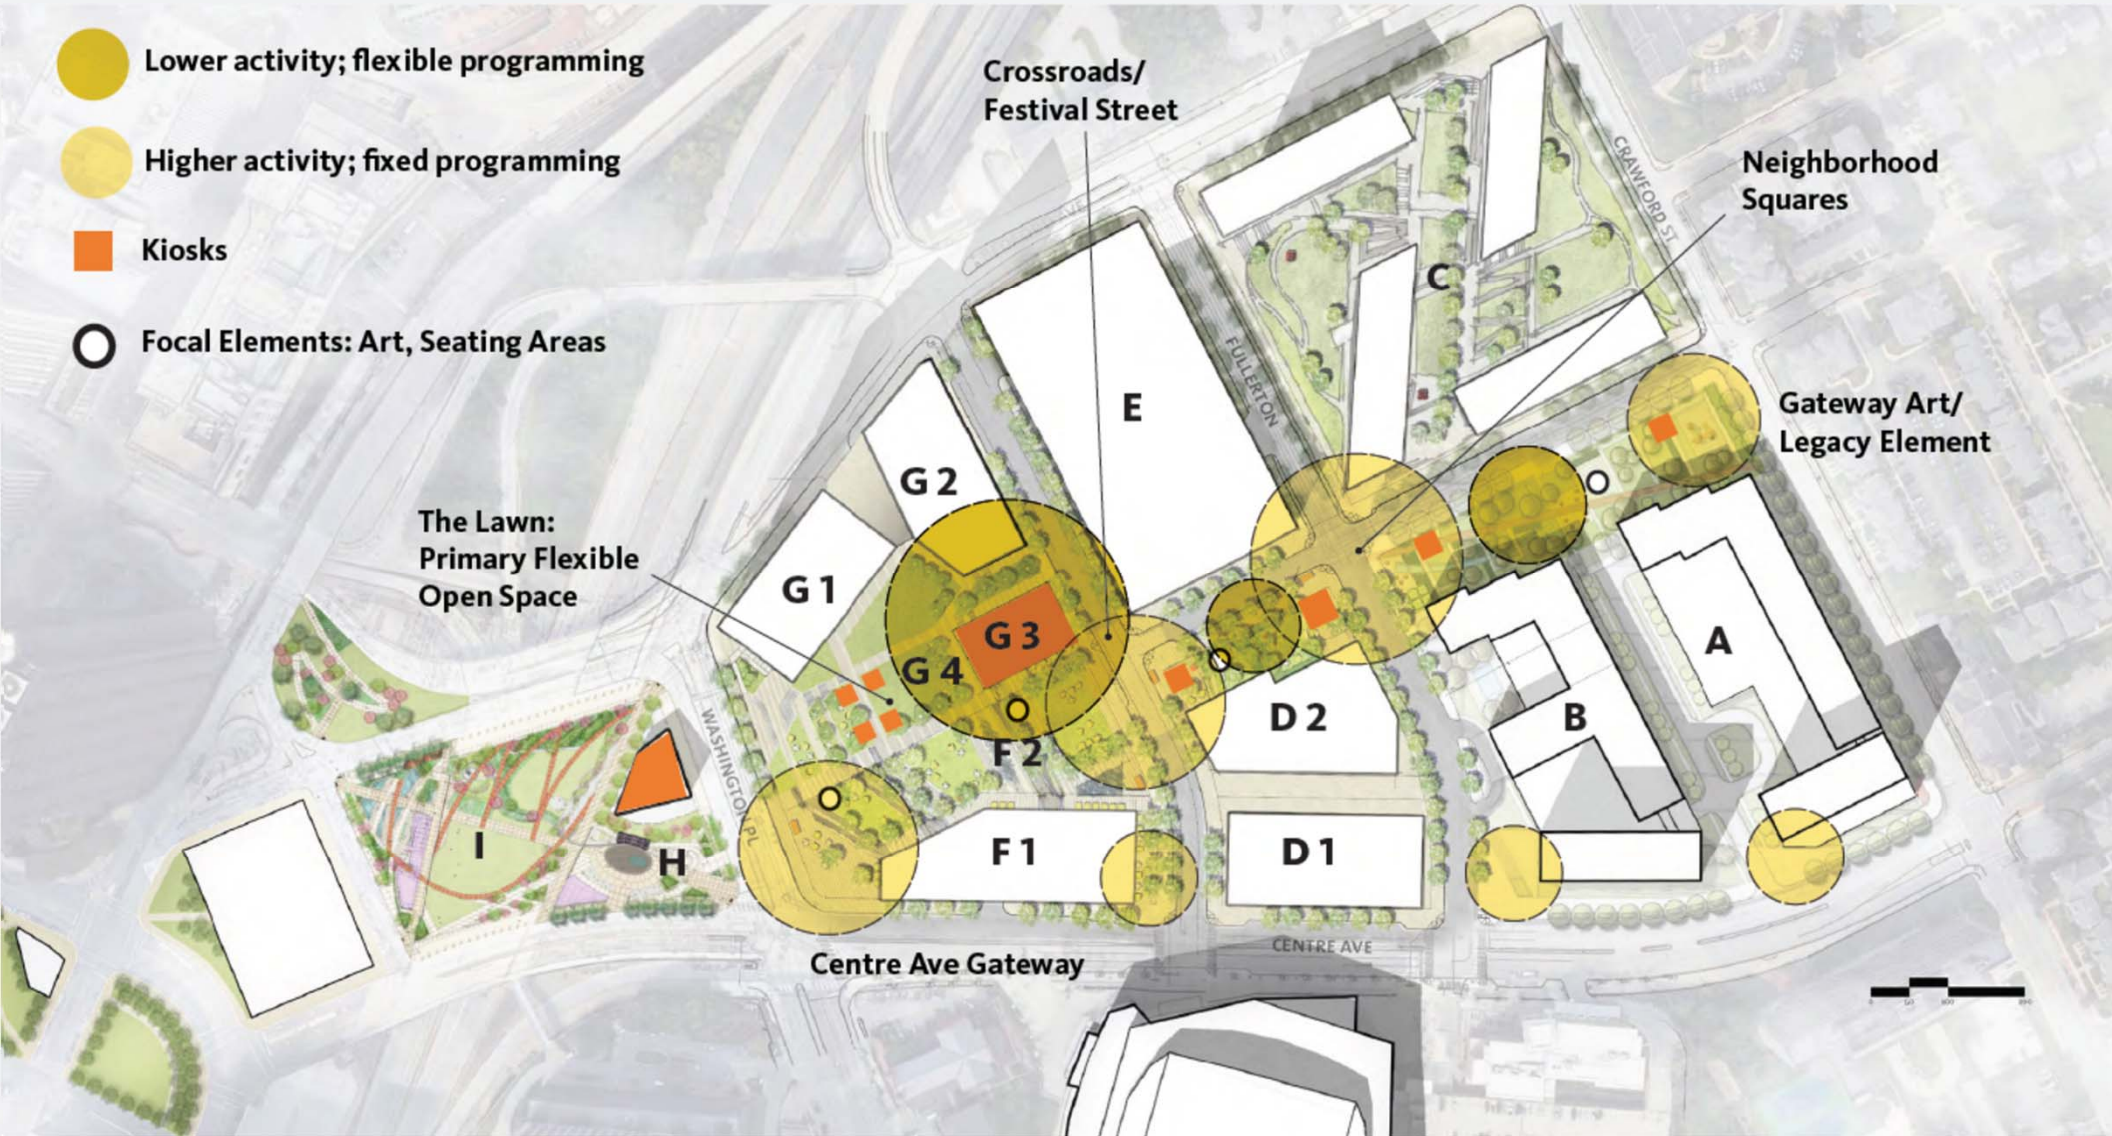 Lower activity; flexible programming
Higher activity; fixed programming
Kiosks
Focal Elements: Art, Seating Areas
Crossroads/
Festival Street
Neighborhood
Squares
CRAWFORD ST
AVE
C
FULLERTON
E
Gateway Art/
Legacy Element
G 2
The Lawn:
Primary Flexible
Open Space
G 1
G 3
G 4
A
D 2
B
F 2
WASHINGTON PL
I
H
F 1
D 1
CENTRE AVE
Centre Ave Gateway